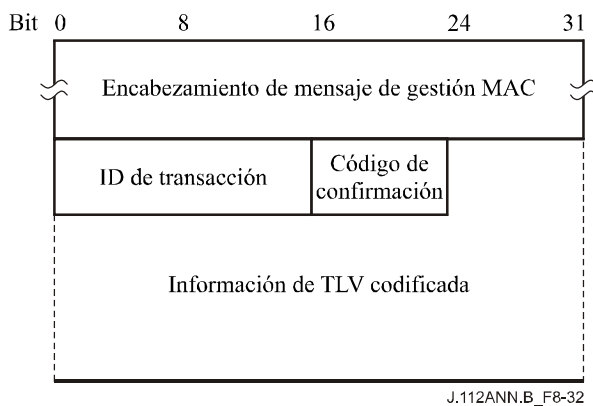 Bit 0 8 16 24 31
Encabezamiento de mensaje de gestión MAC
ID de transacción
Código de
confirmación
Información de TLV codificada
J.112ANN.B_F8-32